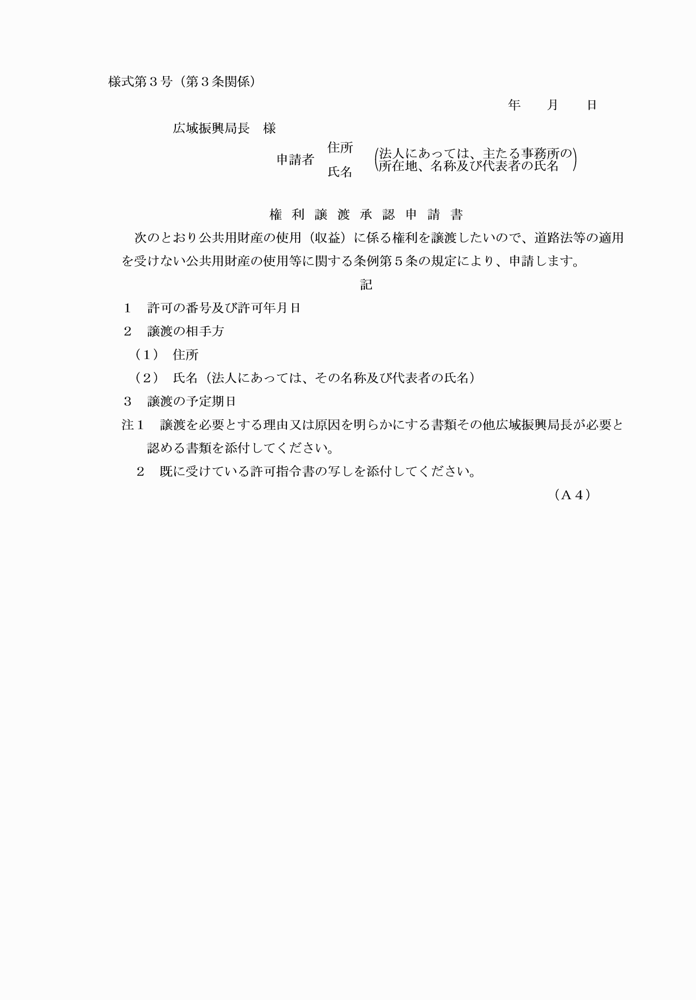 様式第３号（第３条関係）
年　　月　　日
広域振興局長　様
申請者　住所
氏名
（法人にあっては、主たる事務所の
所在地、名称及び代表者の氏名　）
権利譲渡承認申請書
次のとおり公共用財産の使用（収益）に係る権利を譲渡したいので、道路法等の適用
を受けない公共用財産の使用等に関する条例第５条の規定により、申請します。
記
１　許可の番号及び許可年月日
２　譲渡の相手方
（１）　住所
（２）　氏名（法人にあっては、その名称及び代表者の氏名）
３　譲渡の予定期日
注１　譲渡を必要とする理由又は原因を明らかにする書類その他広域振興局長が必要と
認める書類を添付してください。
２　既に受けている許可指令書の写しを添付してください。
（Ａ４）